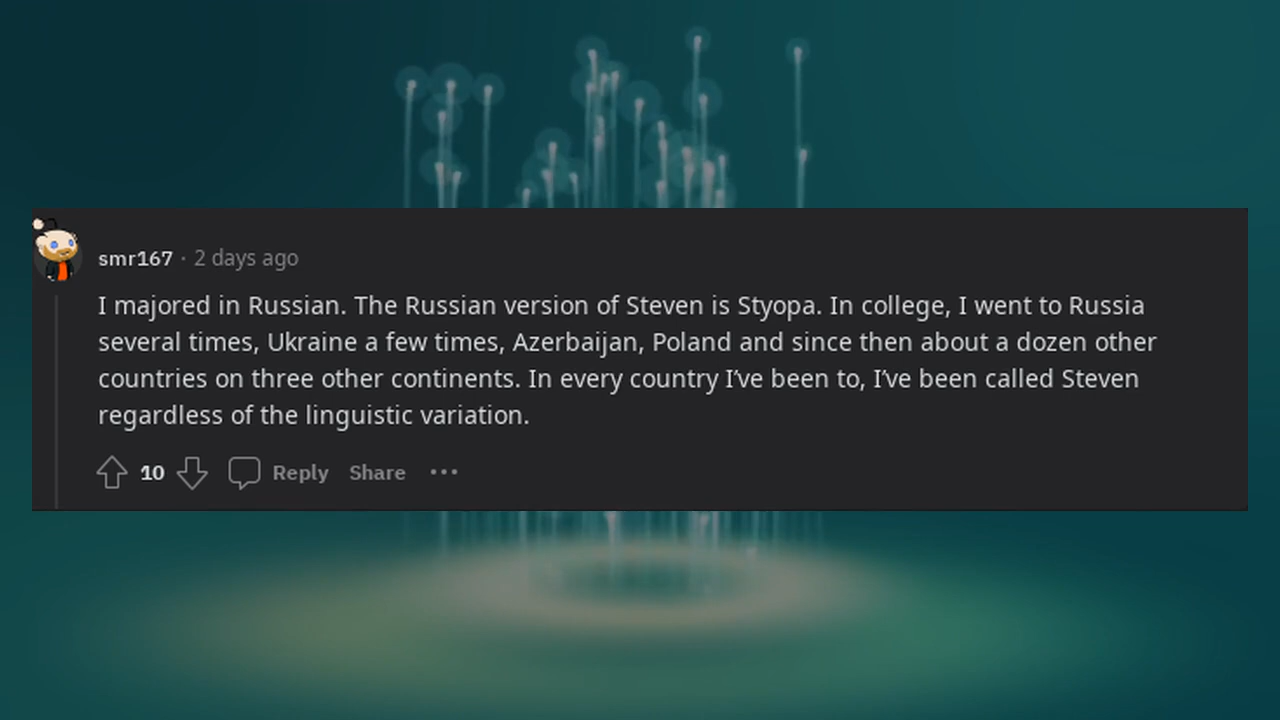 smr167 · 2 days ago
I majored in Russian. The Russian version of Steven is Styopa. In college, I went to Russia
several times, Ukraine a few times, Azerbaijan, Poland and since then about a dozen other
countries on three other continents. In every country I’ve been to, I’ve been called Steven
regardless of the linguistic variation.
10 Reply Share ···